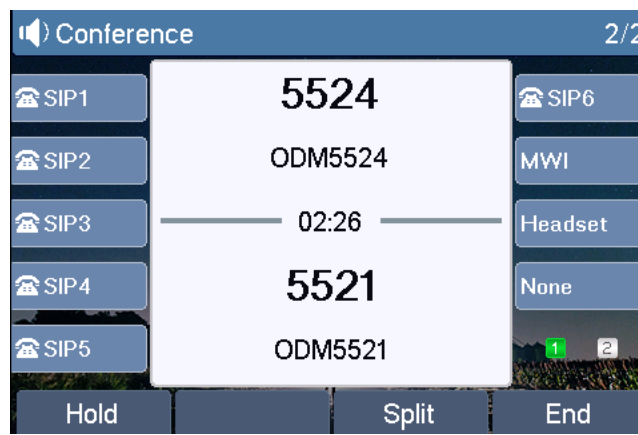 Conference 2/2
SIP1
SIP2
SIP3
SIP4
SIP5
5524
ODM5524
02:26
5521
ODM5521
SIP6
MWI
Headset
None
1 2
Hold Split End